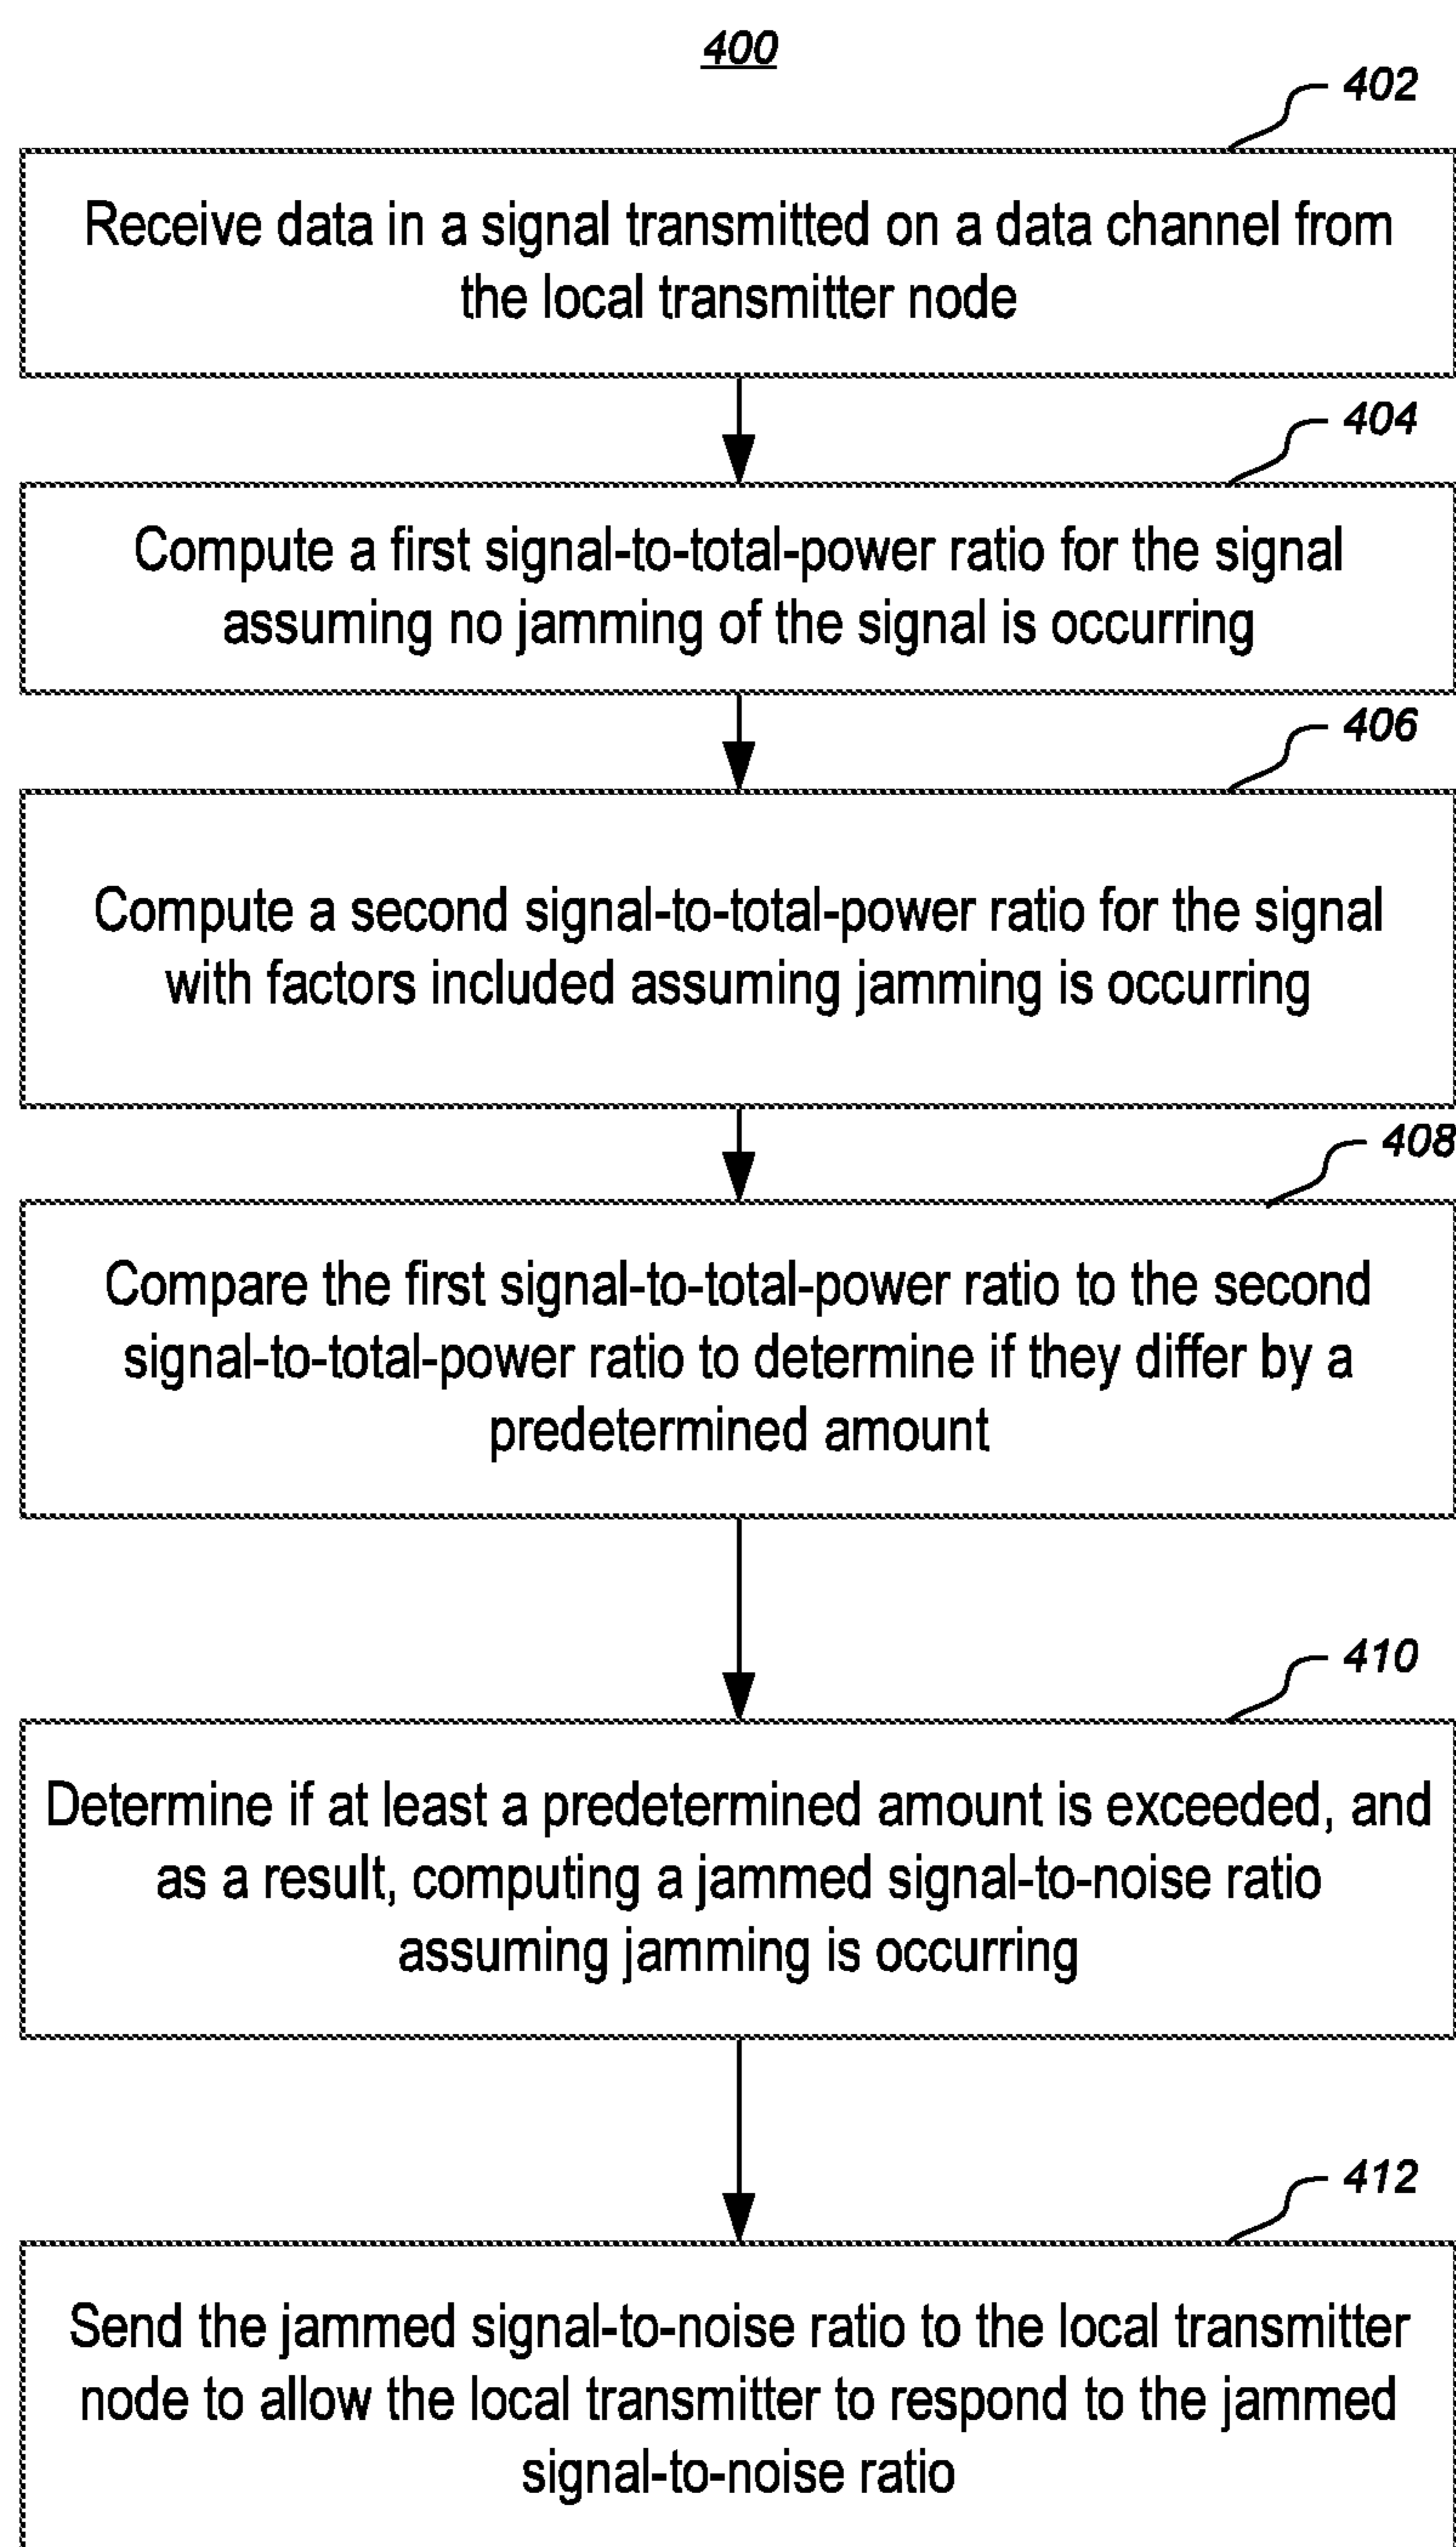 400
402
Receive data in a signal transmitted on a data channel from
the local transmitter node
404
Compute a first signal-to-total-power ratio for the signal
assuming no jamming of the signal is occurring
406
Compute a second signal-to-total-power ratio for the signal
with factors included assuming jamming is occurring
408
Compare the first signal-to-total-power ratio to the second
signal-to-total-power ratio to determine if they differ by a
predetermined amount
410
Determine if at least a predetermined amount is exceeded, and
as a result, computing a jammed signal-to-noise ratio
assuming jamming is occurring
412
Send the jammed signal-to-noise ratio to the local transmitter
node to allow the local transmitter to respond to the jammed
signal-to-noise ratio